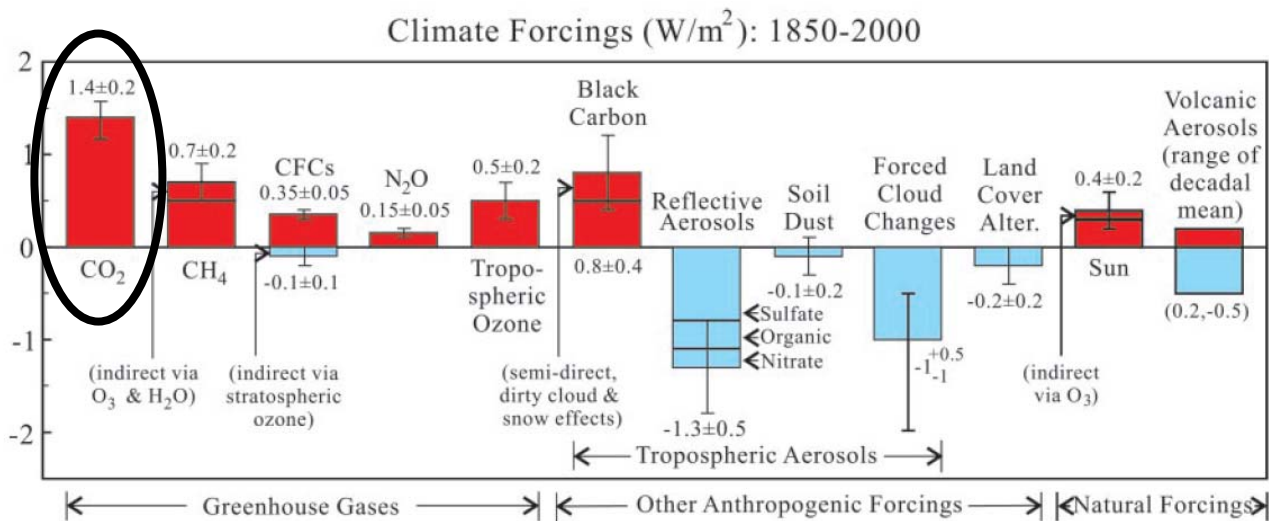 Climate Forcings (W/m²): 1850-2000
2
1
0
-1
-2
1.4±0.2
CO₂
0.7±0.2
CH₄
(indirect via
O₃ & H₂O)
CFCs
0.35±0.05
-0.1±0.1
(indirect via
stratospheric
ozone)
N₂O
0.15±0.05
0.5±0.2
Tropo-
spheric
Ozone
Black
Carbon
0.8±0.4
(semi-direct,
dirty cloud &
snow effects)
Reflective
Aerosols
Sulfate
Organic
Nitrate
-1.3±0.5
Soil
Dust
-0.1±0.2
Forced
Cloud
Changes
-1 +0.5 -1
Land
Cover
Alter.
-0.2±0.2
0.4±0.2
Sun
(indirect
via O₃)
Volcanic
Aerosols
(range of
decadal
mean)
(0.2,-0.5)
Tropospheric Aerosols
Greenhouse Gases
Other Anthropogenic Forcings
Natural Forcings